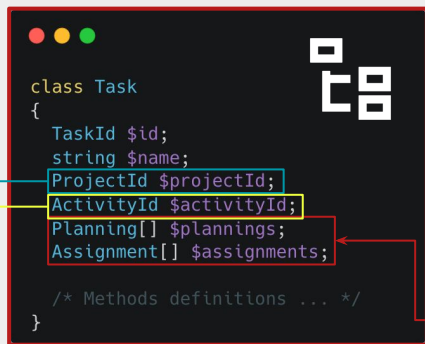 class Task
{
TaskId $id;
string $name;
ProjectId $projectId;
ActivityId $activityId;
Planning[] $plannings;
Assignment[] $assignments;
/* Methods definitions ... */
}